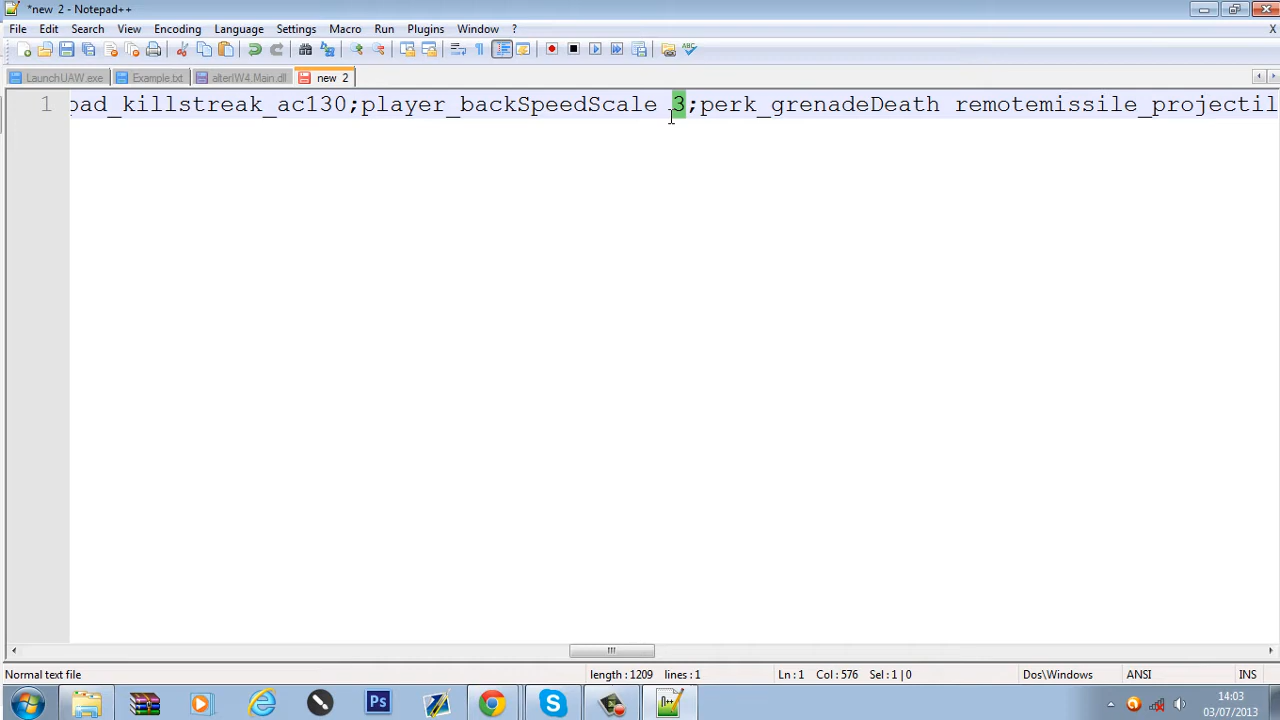 *new 2 - Notepad++
File Edit Search View Encoding Language Settings Macro Run Plugins Window ? X
LaunchUAW.exe Example.txt alterIW4.Main.dll new 2
1 oad_killstreak_ac130;player_backSpeedScale 3;perk_grenadeDeath remotemissile_projectil
Normal text file length : 1209 lines : 1 Ln : 1 Col : 576 Sel : 1 | 0 Dos\Windows ANSI INS
Ps 14:03
03/07/2013